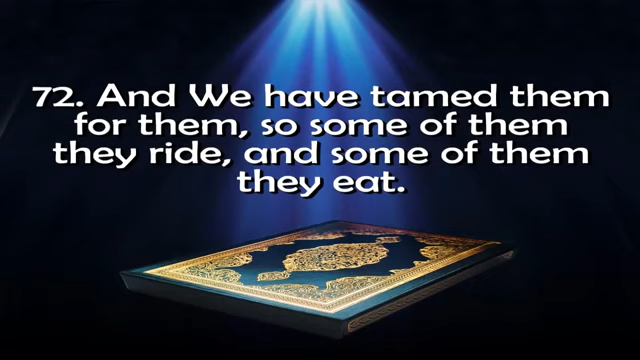 72. And We have tamed them
for them, so some of them
they ride, and some of them
they eat.